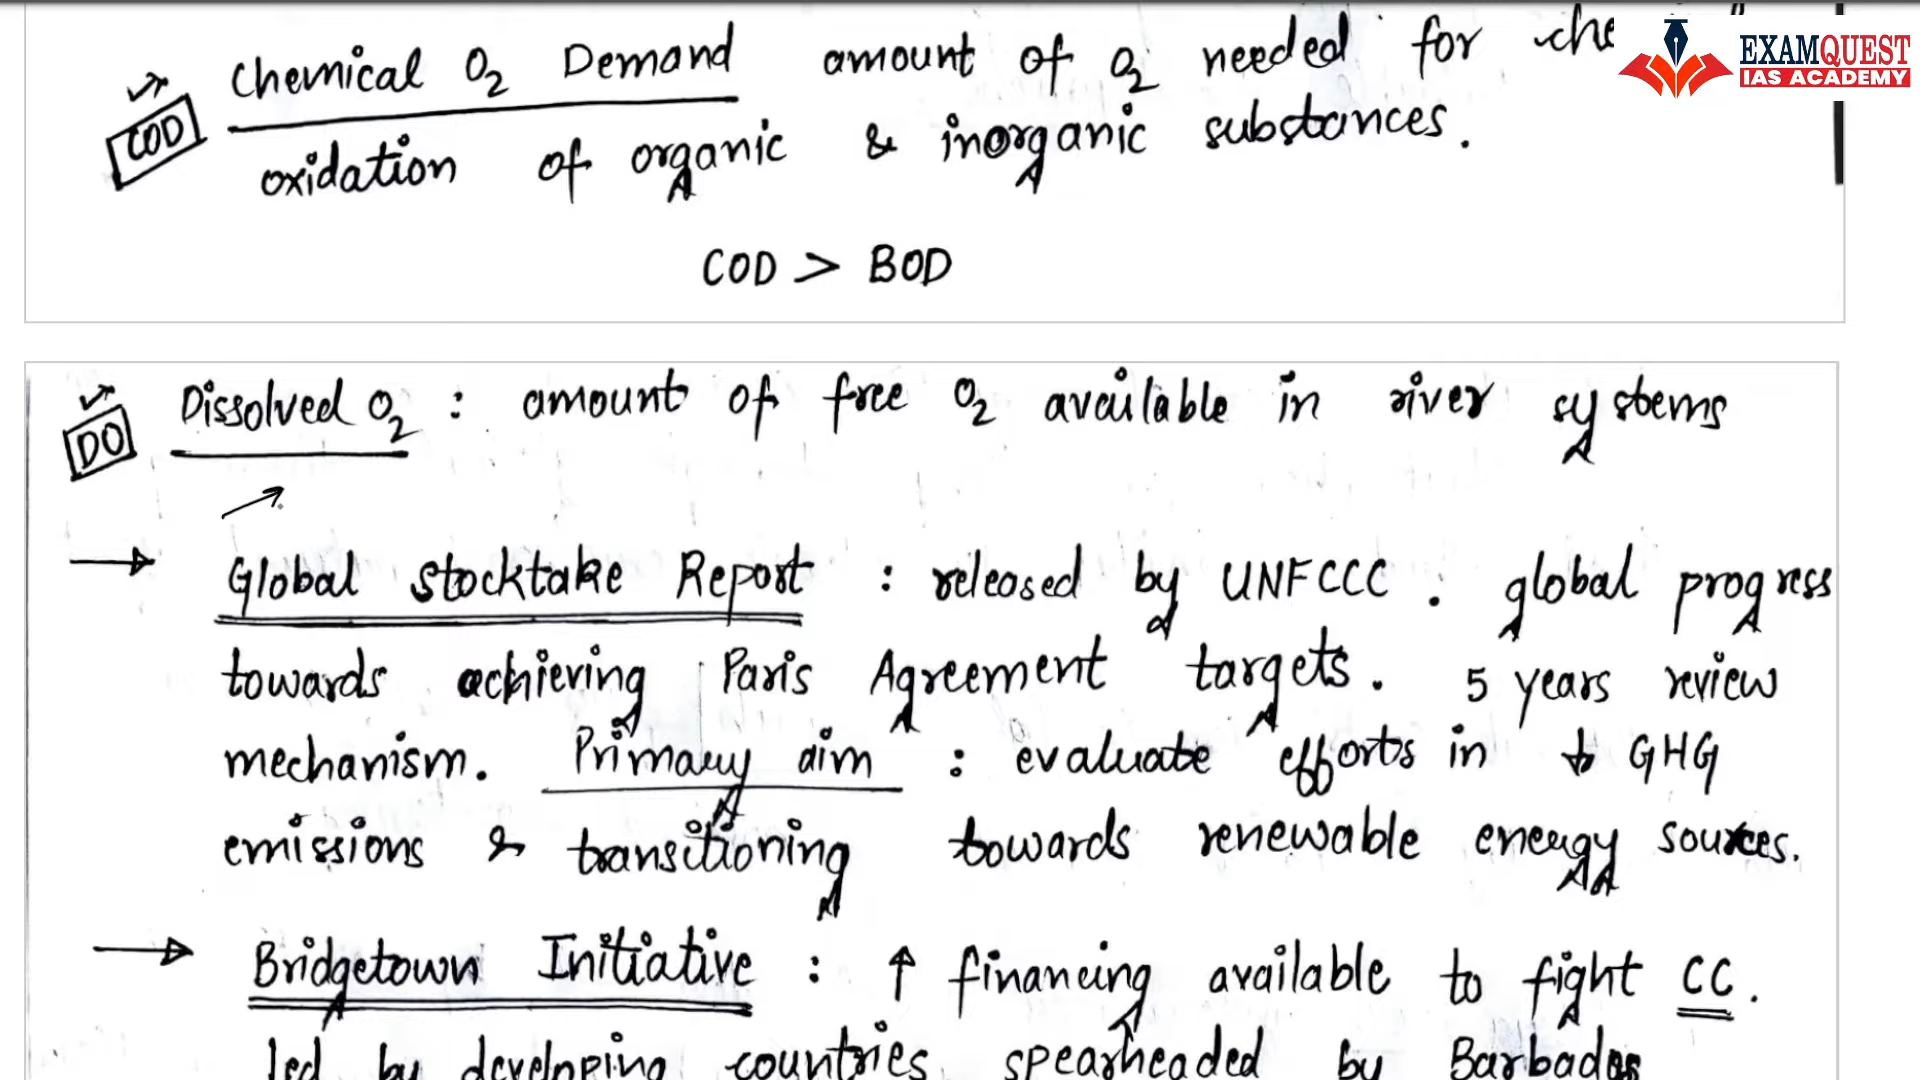 Chemical O2 Demand amount of O2 needed for che
COD
oxidation of organic & inorganic substances.
COD > BOD
EXAMQUEST
IAS ACADEMY
DO Dissolved O2 : amount of free O2 available in river systems
→ Global stocktake Report : released by UNFCCC : global progress
towards achieving Paris Agreement targets. 5 years review
mechanism. Primary aim : evaluate efforts in ↓ GHG
emissions & transitioning towards renewable energy sources.
→ Bridgetown Initiative : ↑ financing available to fight CC.
led by developing countries spearheaded by Barbados